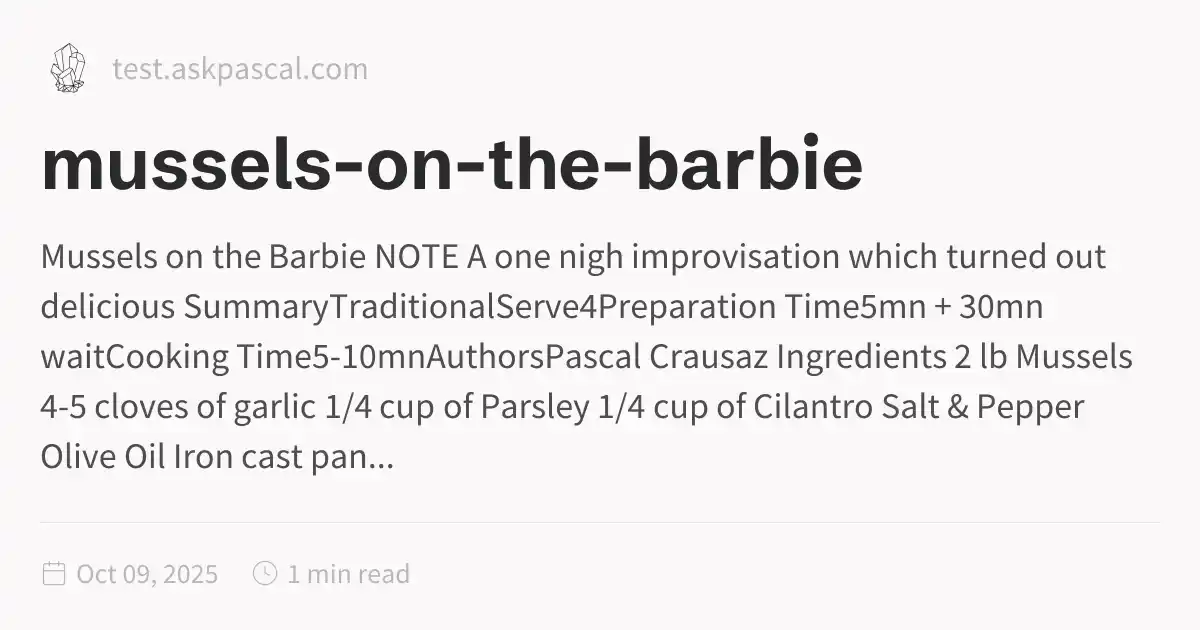 test.askpascal.com
mussels-on-the-barbie
Mussels on the Barbie NOTE A one nigh improvisation which turned out
delicious SummaryTraditionalServe4Preparation Time5mn + 30mn
waitCooking Time5-10mnAuthorsPascal Crausaz Ingredients 2 lb Mussels
4-5 cloves of garlic 1/4 cup of Parsley 1/4 cup of Cilantro Salt & Pepper
Olive Oil Iron cast pan...
Oct 09, 2025 1 min read